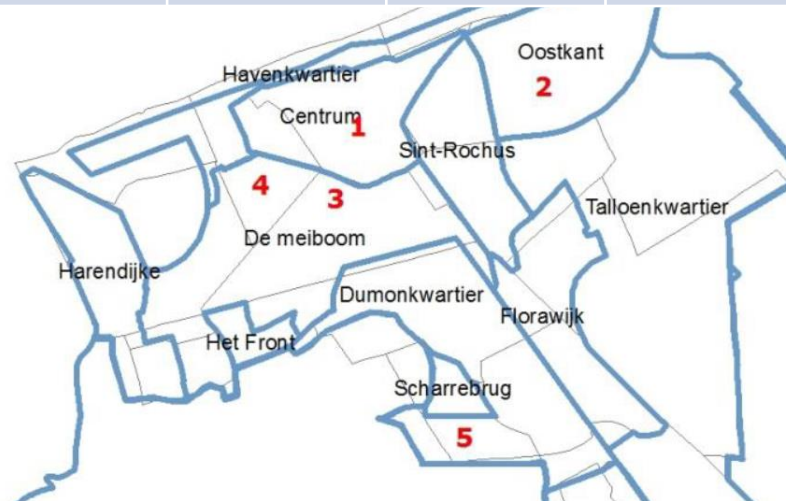 Oostkant
Havenkwartier
2
Centrum
1
Sint-Rochus
4
3
Talloenkwartier
De meiboom
Harendijke
Dumonkwartier
Florawijk
Het Front
Scharrebrug
5